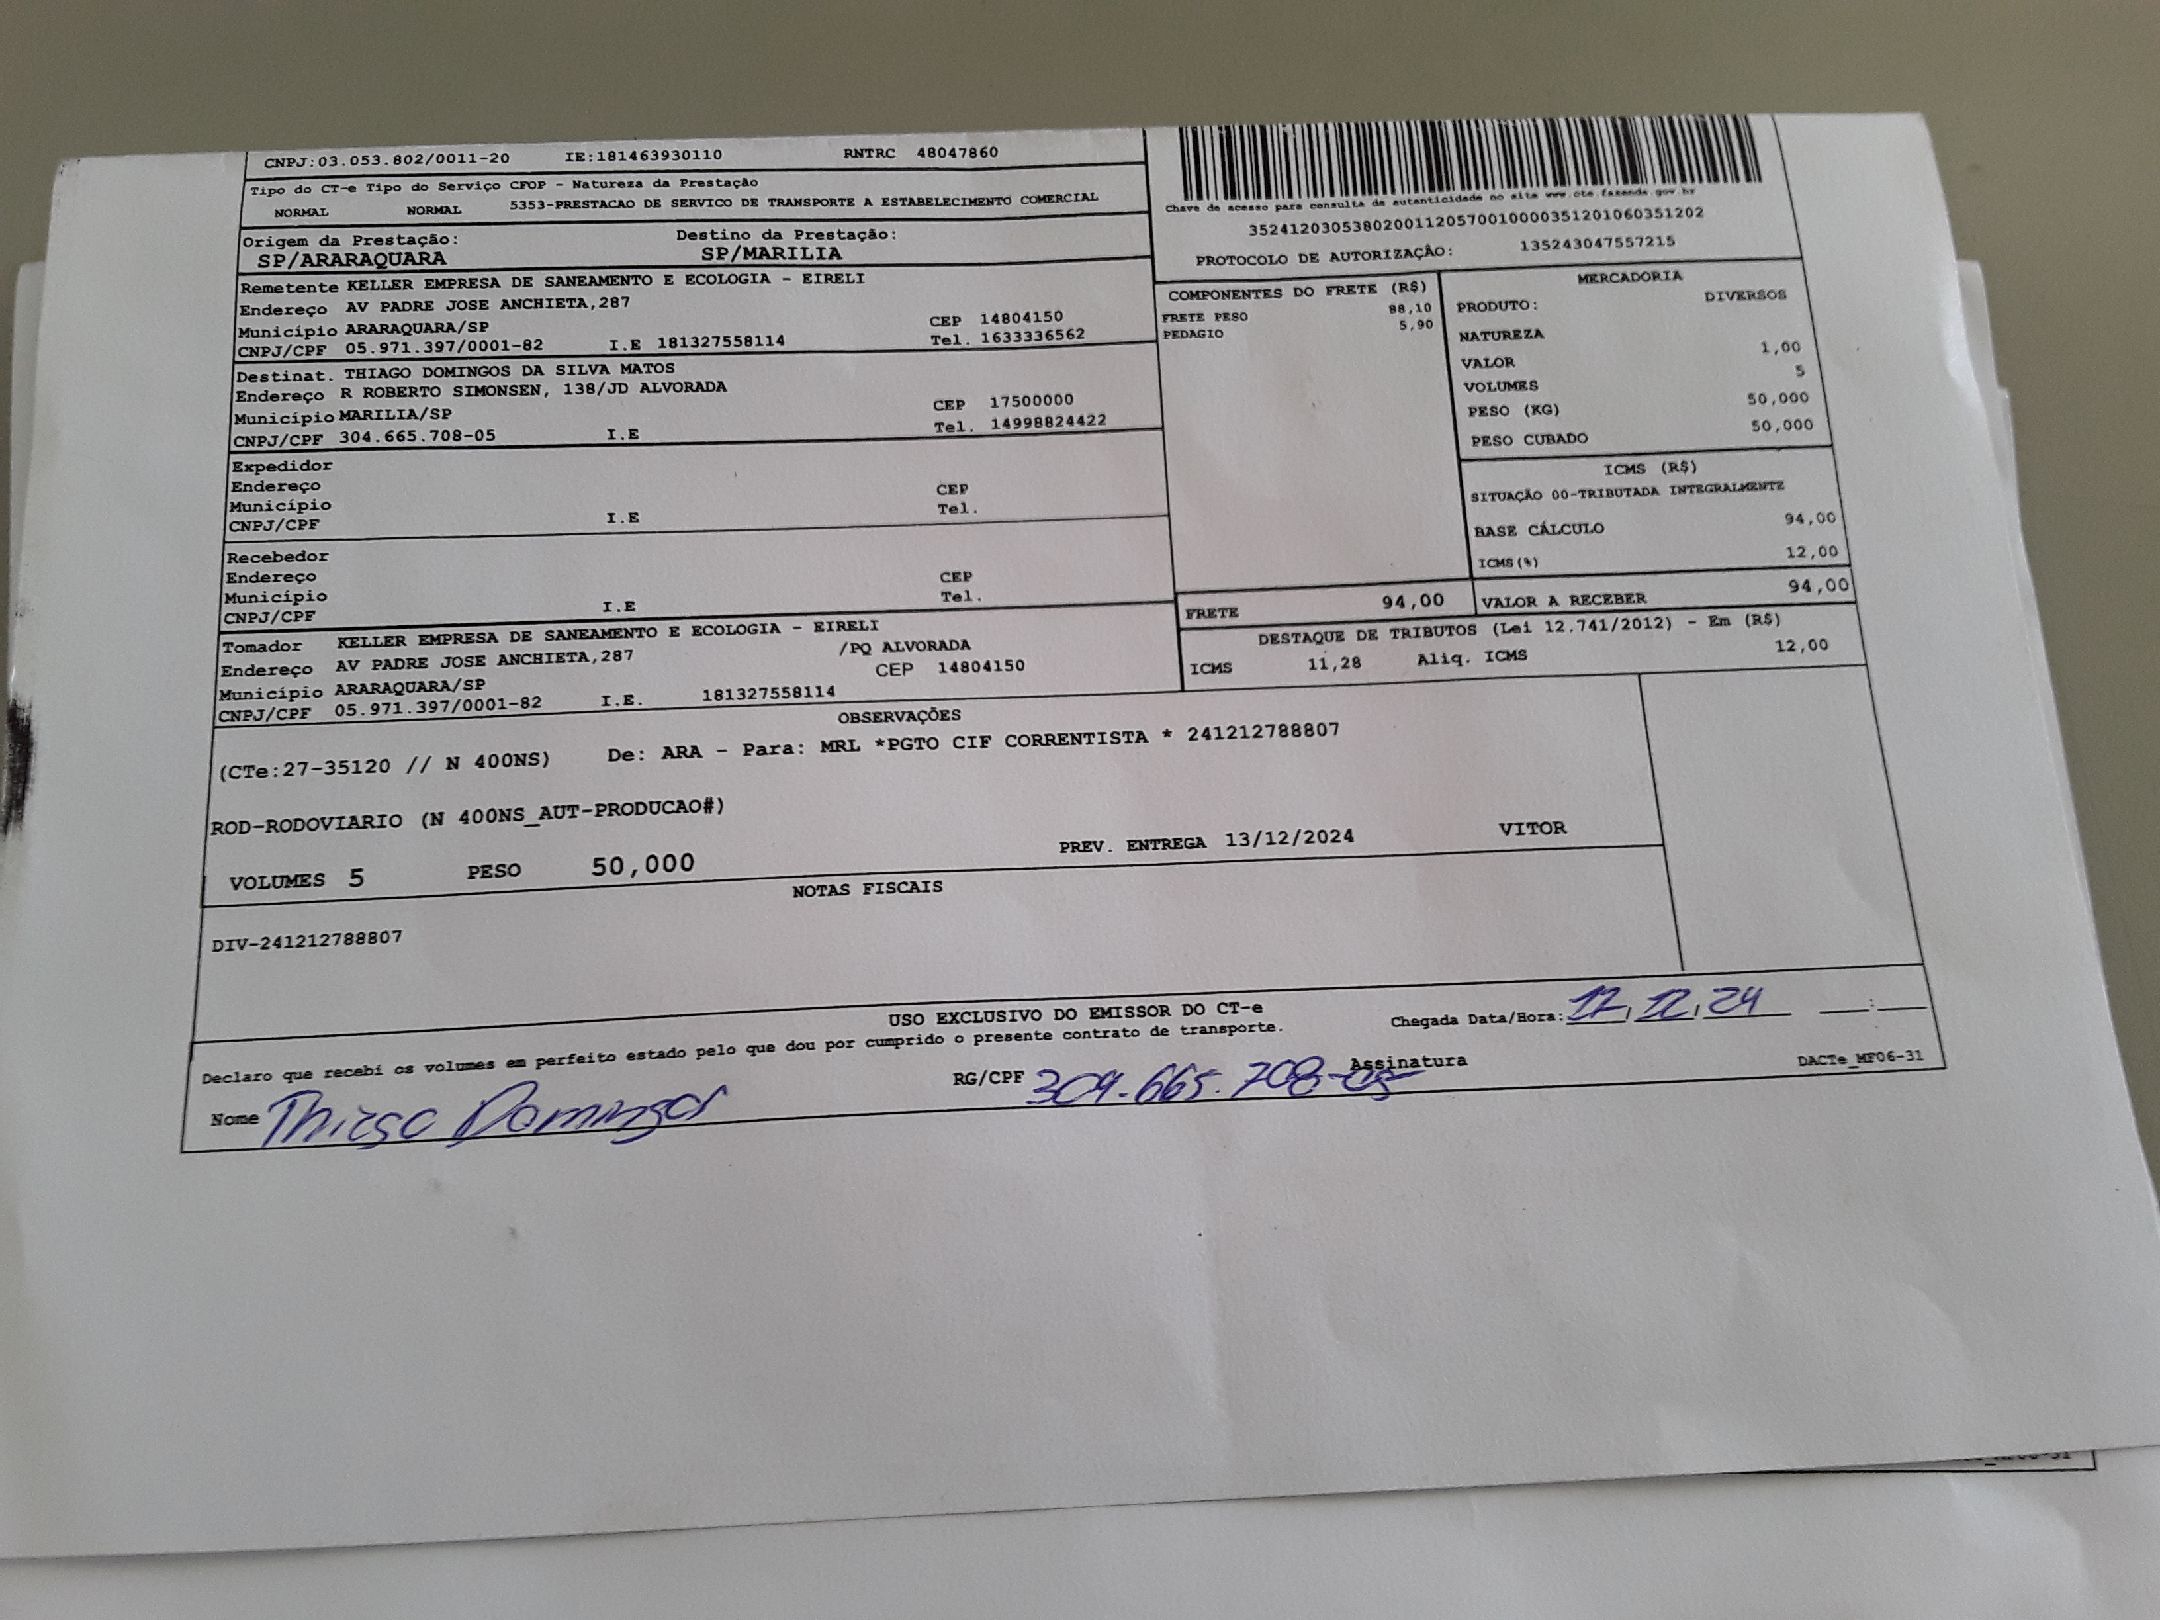 CNPJ:03.053.802/0011-20 IE:181463930110 RNTRC 48047860
Tipo do CT-e Tipo do Serviço CFOP - Natureza da Prestação
NORMAL NORMAL 5353-PRESTACAO DE SERVICO DE TRANSPORTE A ESTABELECIMENTO COMERCIAL
Origem da Prestação: Destino da Prestação:
SP/ARARAQUARA SP/MARILIA
Chave de acesso para consulta de autenticidade no site www.cte.fazenda.gov.br
35241203053802001120570010000351201060351202
PROTOCOLO DE AUTORIZAÇÃO: 135243047557215
Remetente KELLER EMPRESA DE SANEAMENTO E ECOLOGIA - EIRELI
Endereço AV PADRE JOSE ANCHIETA,287
Município ARARAQUARA/SP CEP 14804150
CNPJ/CPF 05.971.397/0001-82 I.E 181327558114 Tel. 1633336562
Destinat. THIAGO DOMINGOS DA SILVA MATOS
Endereço R ROBERTO SIMONSEN, 138/JD ALVORADA
Município MARILIA/SP CEP 17500000
CNPJ/CPF 304.665.708-05 I.E Tel. 14998824422
Expedidor
Endereço
Município CEP
CNPJ/CPF I.E Tel.
Recebedor
Endereço
Município CEP
CNPJ/CPF I.E Tel.
Tomador KELLER EMPRESA DE SANEAMENTO E ECOLOGIA - EIRELI
Endereço AV PADRE JOSE ANCHIETA,287 /PQ ALVORADA
Município ARARAQUARA/SP CEP 14804150
CNPJ/CPF 05.971.397/0001-82 I.E. 181327558114
COMPONENTES DO FRETE (R$)
FRETE PESO 88,10
PEDAGIO 5,90
MERCADORIA
PRODUTO: DIVERSOS
NATUREZA
VALOR 1,00
VOLUMES 5
PESO (KG) 50,000
PESO CUBADO 50,000
ICMS (R$)
SITUAÇÃO 00-TRIBUTADA INTEGRALMENTE
BASE CÁLCULO 94,00
ICMS(%) 12,00
FRETE 94,00 VALOR A RECEBER 94,00
DESTAQUE DE TRIBUTOS (Lei 12.741/2012) - Em (R$)
ICMS 11,28 Aliq. ICMS 12,00
OBSERVAÇÕES
(CTe:27-35120 // N 400NS) De: ARA - Para: MRL *PGTO CIF CORRENTISTA * 241212788807
ROD-RODOVIARIO (N 400NS_AUT-PRODUCAO#)
VOLUMES 5 PESO 50,000 PREV. ENTREGA 13/12/2024 VITOR
NOTAS FISCAIS
DIV-241212788807
USO EXCLUSIVO DO EMISSOR DO CT-e
Declaro que recebi os volumes em perfeito estado pelo que dou por cumprido o presente contrato de transporte.
Chegada Data/Hora: 17,12,24 :
Nome Thiago Domingos RG/CPF 304.665.708-05 Assinatura
DACTe_MF06-31